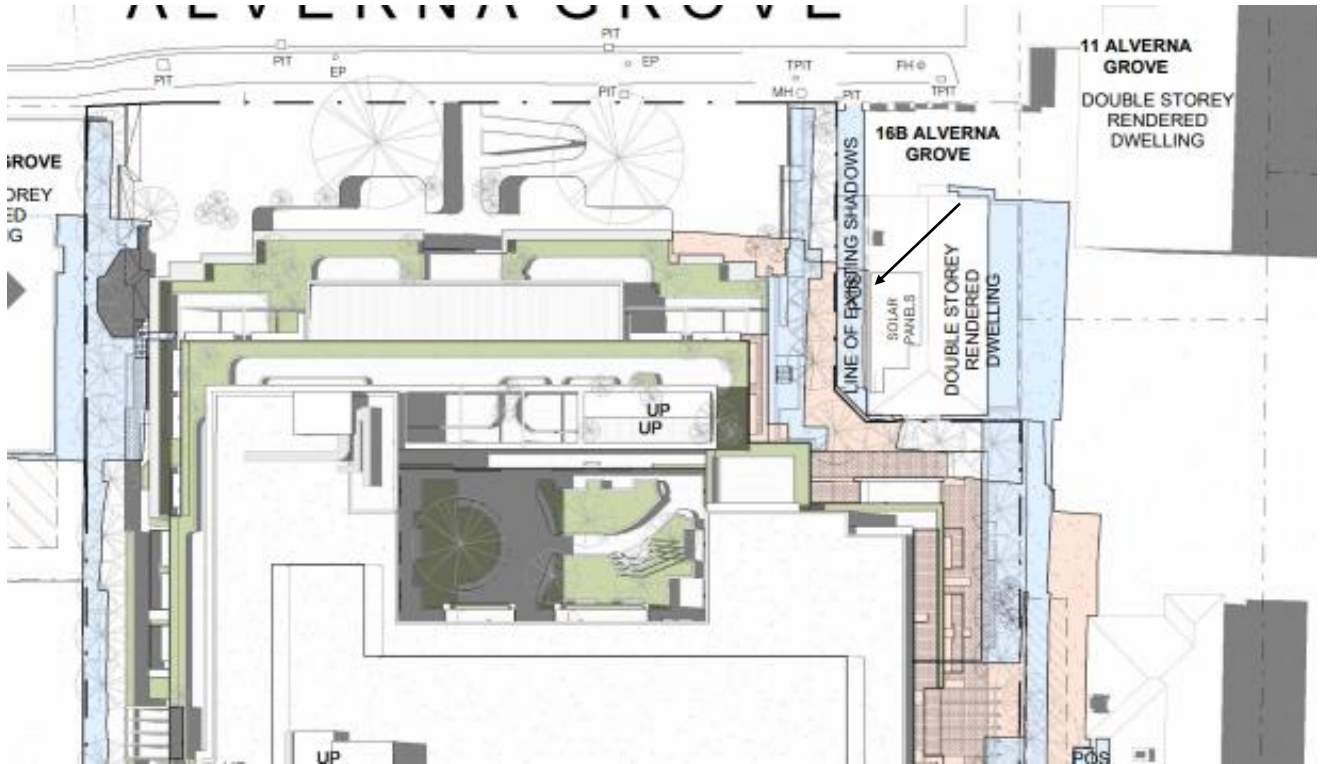 ALVERNA GROVE
PIT
PIT
PIT
EP
EP
TPIT
FH
PIT
MH
PIT
TPIT
11 ALVERNA
GROVE
DOUBLE STOREY
RENDERED
DWELLING
16B ALVERNA
GROVE
GROVE
OREY
ED
G
LINE OF EXISTING SHADOWS
SOLAR
PANELS
DOUBLE STOREY
RENDERED
DWELLING
UP
UP
UP
POS